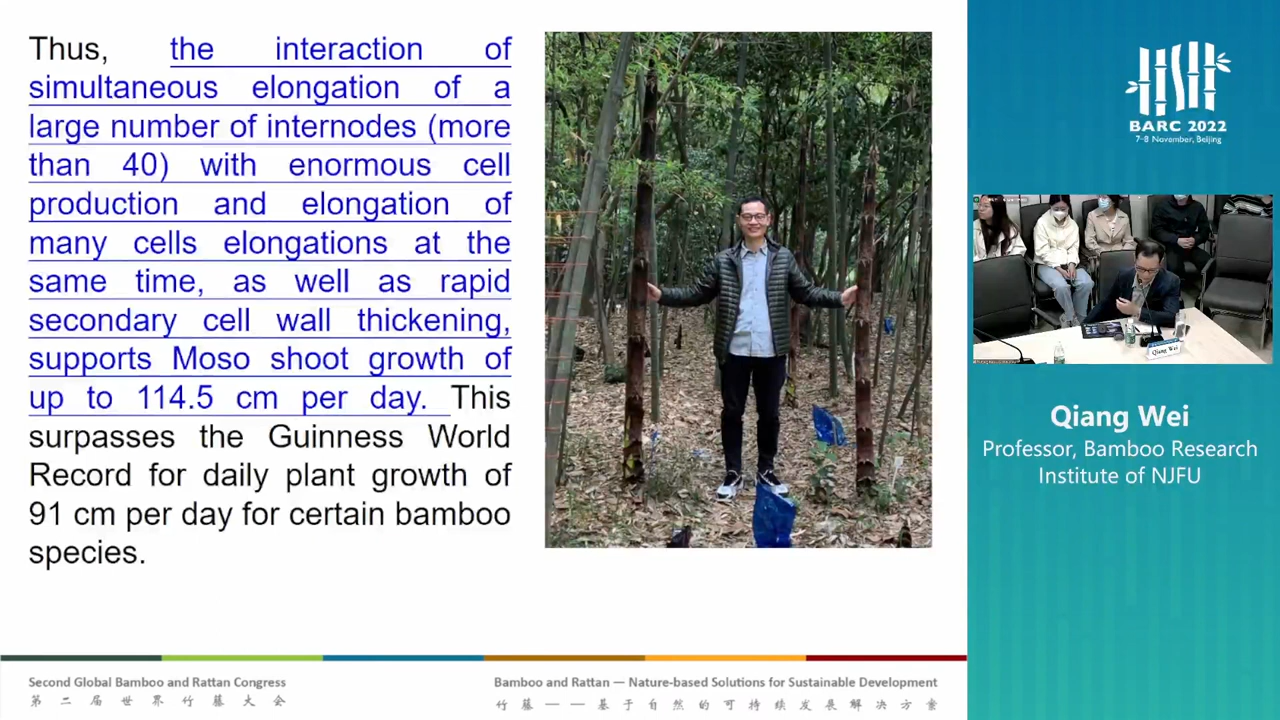 Thus, the interaction of
simultaneous elongation of a
large number of internodes (more
than 40) with enormous cell
production and elongation of
many cells elongations at the
same time, as well as rapid
secondary cell wall thickening,
supports Moso shoot growth of
up to 114.5 cm per day. This
surpasses the Guinness World
Record for daily plant growth of
91 cm per day for certain bamboo
species.
BARC 2022
7-8 November, Beijing
Qiang Wei
Qiang Wei
Professor, Bamboo Research
Institute of NJFU
Second Global Bamboo and Rattan Congress
第二届世界竹藤大会
Bamboo and Rattan — Nature-based Solutions for Sustainable Development
竹藤——基于自然的可持续发展解决方案